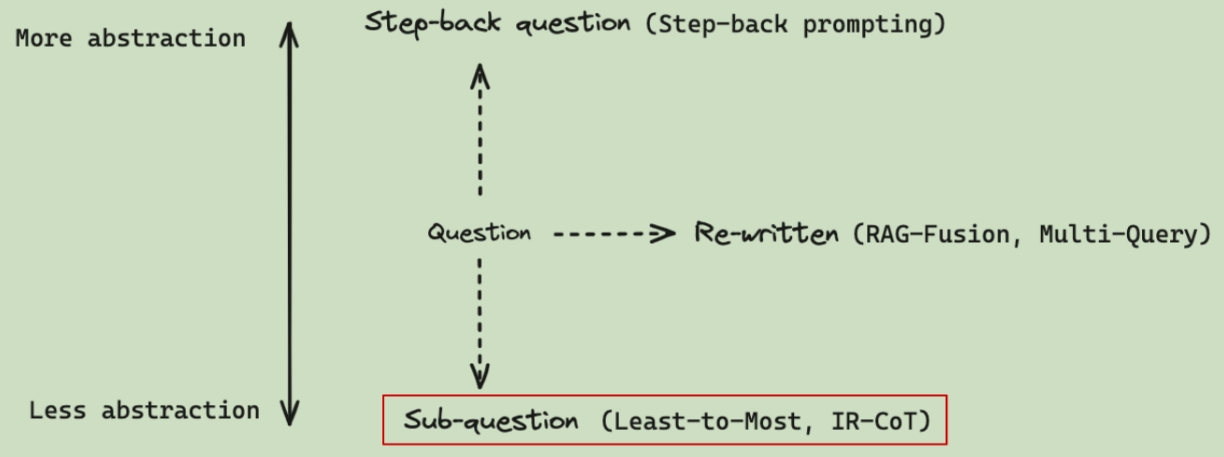 Step-back question (Step-back prompting)
More abstraction
Question
Re-written (RAG-Fusion, Multi-Query)
Less abstraction
Sub-question (Least-to-Most, IR-CoT)